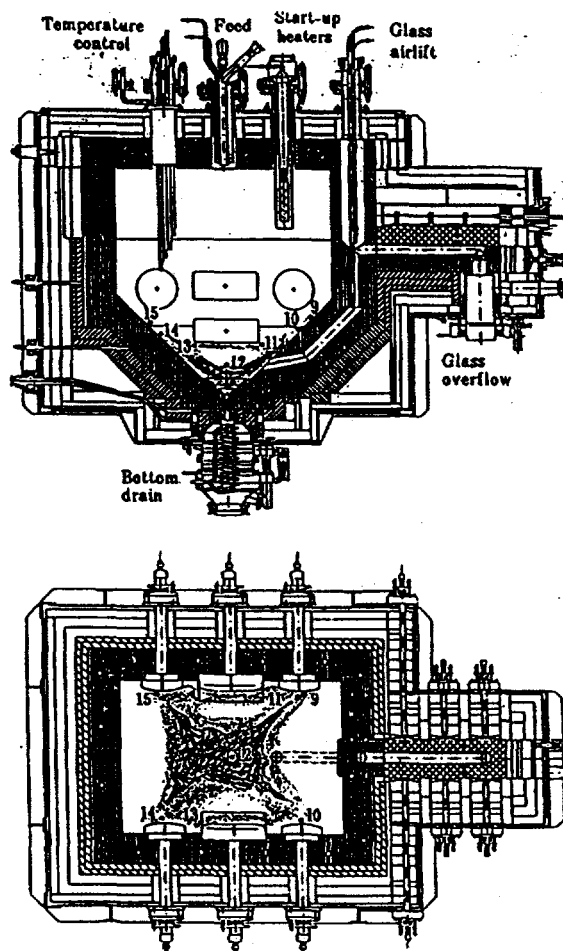 Temperature
control
Feed
Start-up
heaters
Glass
airlift
15
14
13
12
11
10
9
Glass
overflow
Bottom
drain
15
11
9
14
13
10